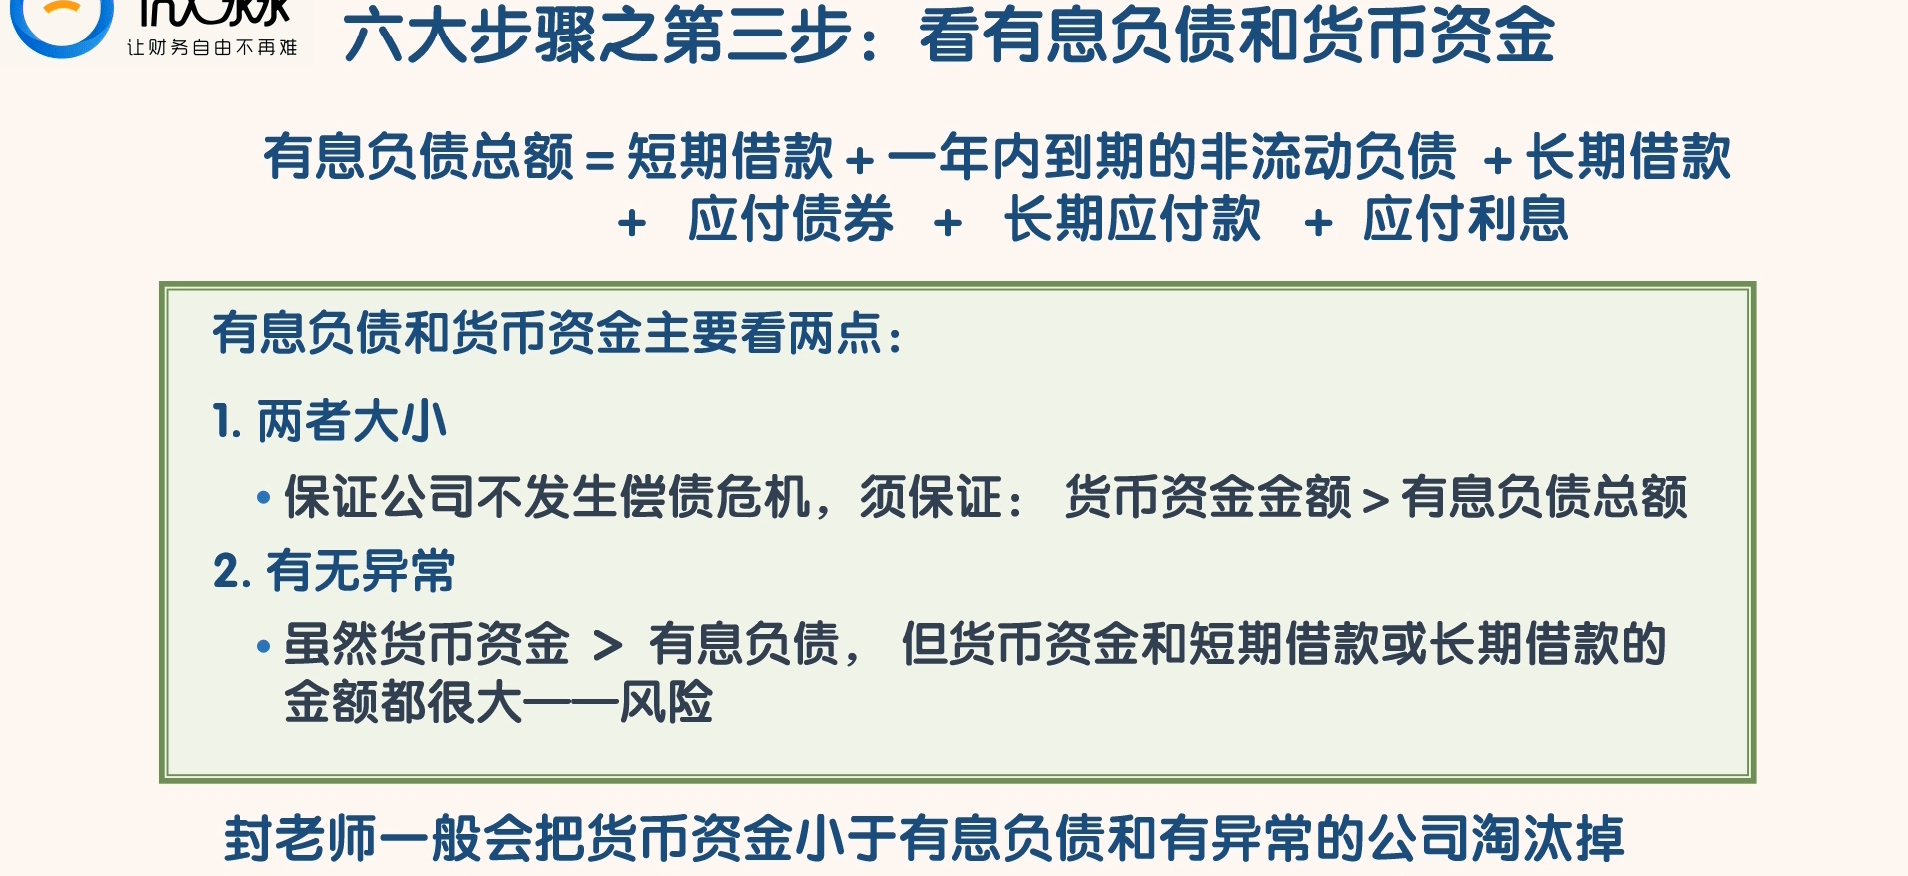 让财务自由不再难
六大步骤之第三步：看有息负债和货币资金
有息负债总额=短期借款+一年内到期的非流动负债 +长期借款
+ 应付债券 + 长期应付款 + 应付利息
有息负债和货币资金主要看两点：
1. 两者大小
•保证公司不发生偿债危机，须保证： 货币资金金额>有息负债总额
2. 有无异常
•虽然货币资金 > 有息负债， 但货币资金和短期借款或长期借款的
金额都很大——风险
封老师一般会把货币资金小于有息负债和有异常的公司淘汰掉